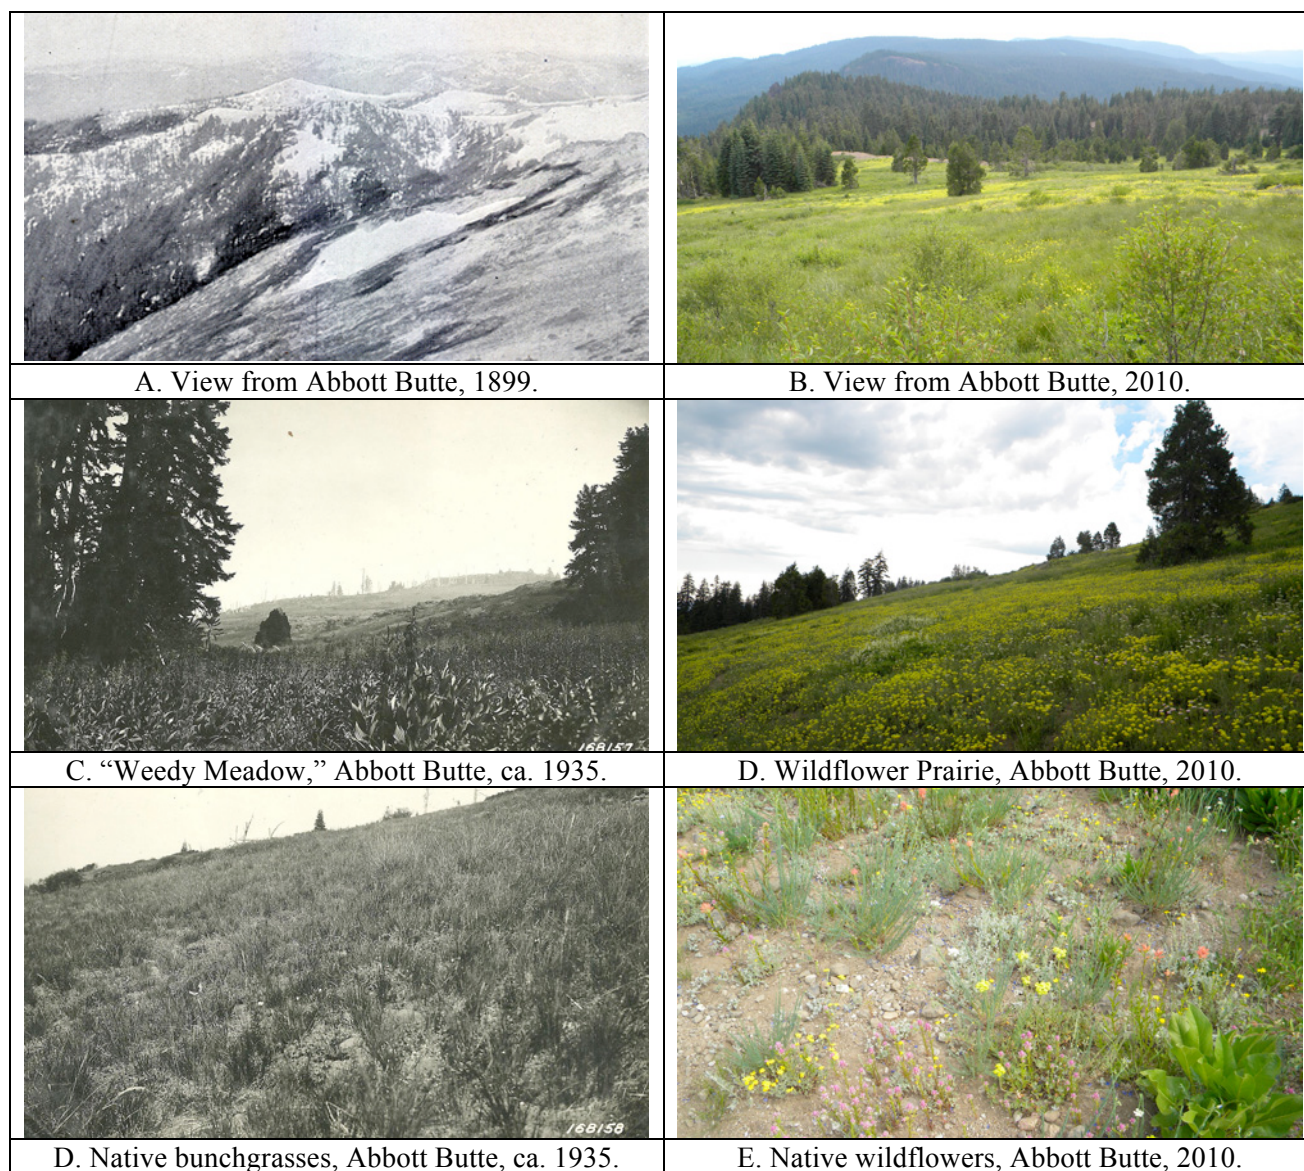 A. View from Abbott Butte, 1899.
B. View from Abbott Butte, 2010.
168157
C. “Weedy Meadow,” Abbott Butte, ca. 1935.
D. Wildflower Prairie, Abbott Butte, 2010.
168158
D. Native bunchgrasses, Abbott Butte, ca. 1935.
E. Native wildflowers, Abbott Butte, 2010.